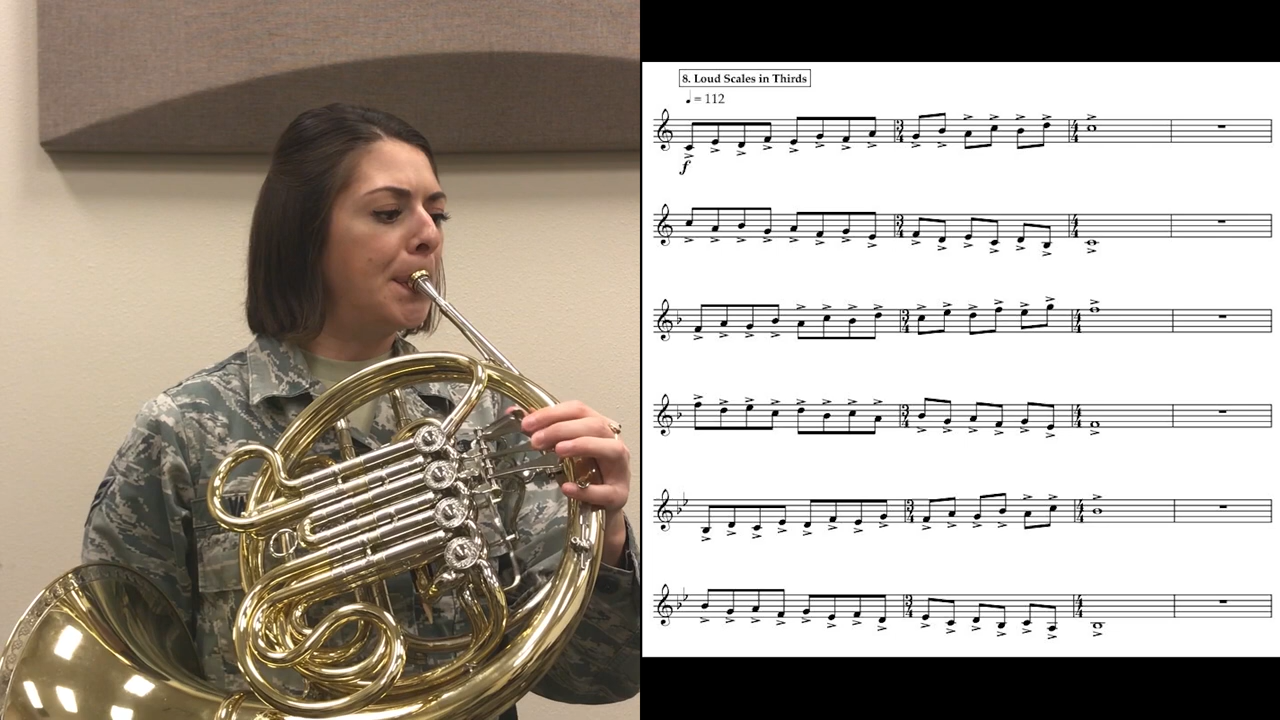 8. Loud Scales in Thirds
♩ = 112
f